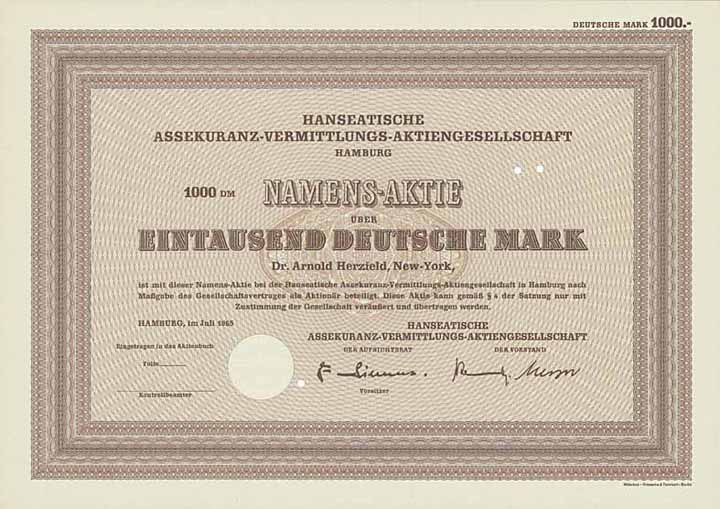 DEUTSCHE MARK 1000.-
HANSEATISCHE
ASSEKURANZ-VERMITTLUNGS-AKTIENGESELLSCHAFT
HAMBURG
1000 DM NAMENS-AKTIE
ÜBER
EINTAUSEND DEUTSCHE MARK
Dr. Arnold Herzfeld, New-York,
ist mit dieser Namens-Aktie bei der Hanseatische Assekuranz-Vermittlungs-Aktiengesellschaft in Hamburg nach
Maßgabe des Gesellschaftsvertrages als Aktionär beteiligt. Diese Aktie kann gemäß § 4 der Satzung nur mit
Zustimmung der Gesellschaft veräußert und übertragen werden.
HAMBURG, im Juli 1965
HANSEATISCHE
ASSEKURANZ-VERMITTLUNGS-AKTIENGESELLSCHAFT
Eingetragen in das Aktienbuch
DER AUFSICHTSRAT DER VORSTAND
Folio
Vorsitzer
Kontrollbeamter